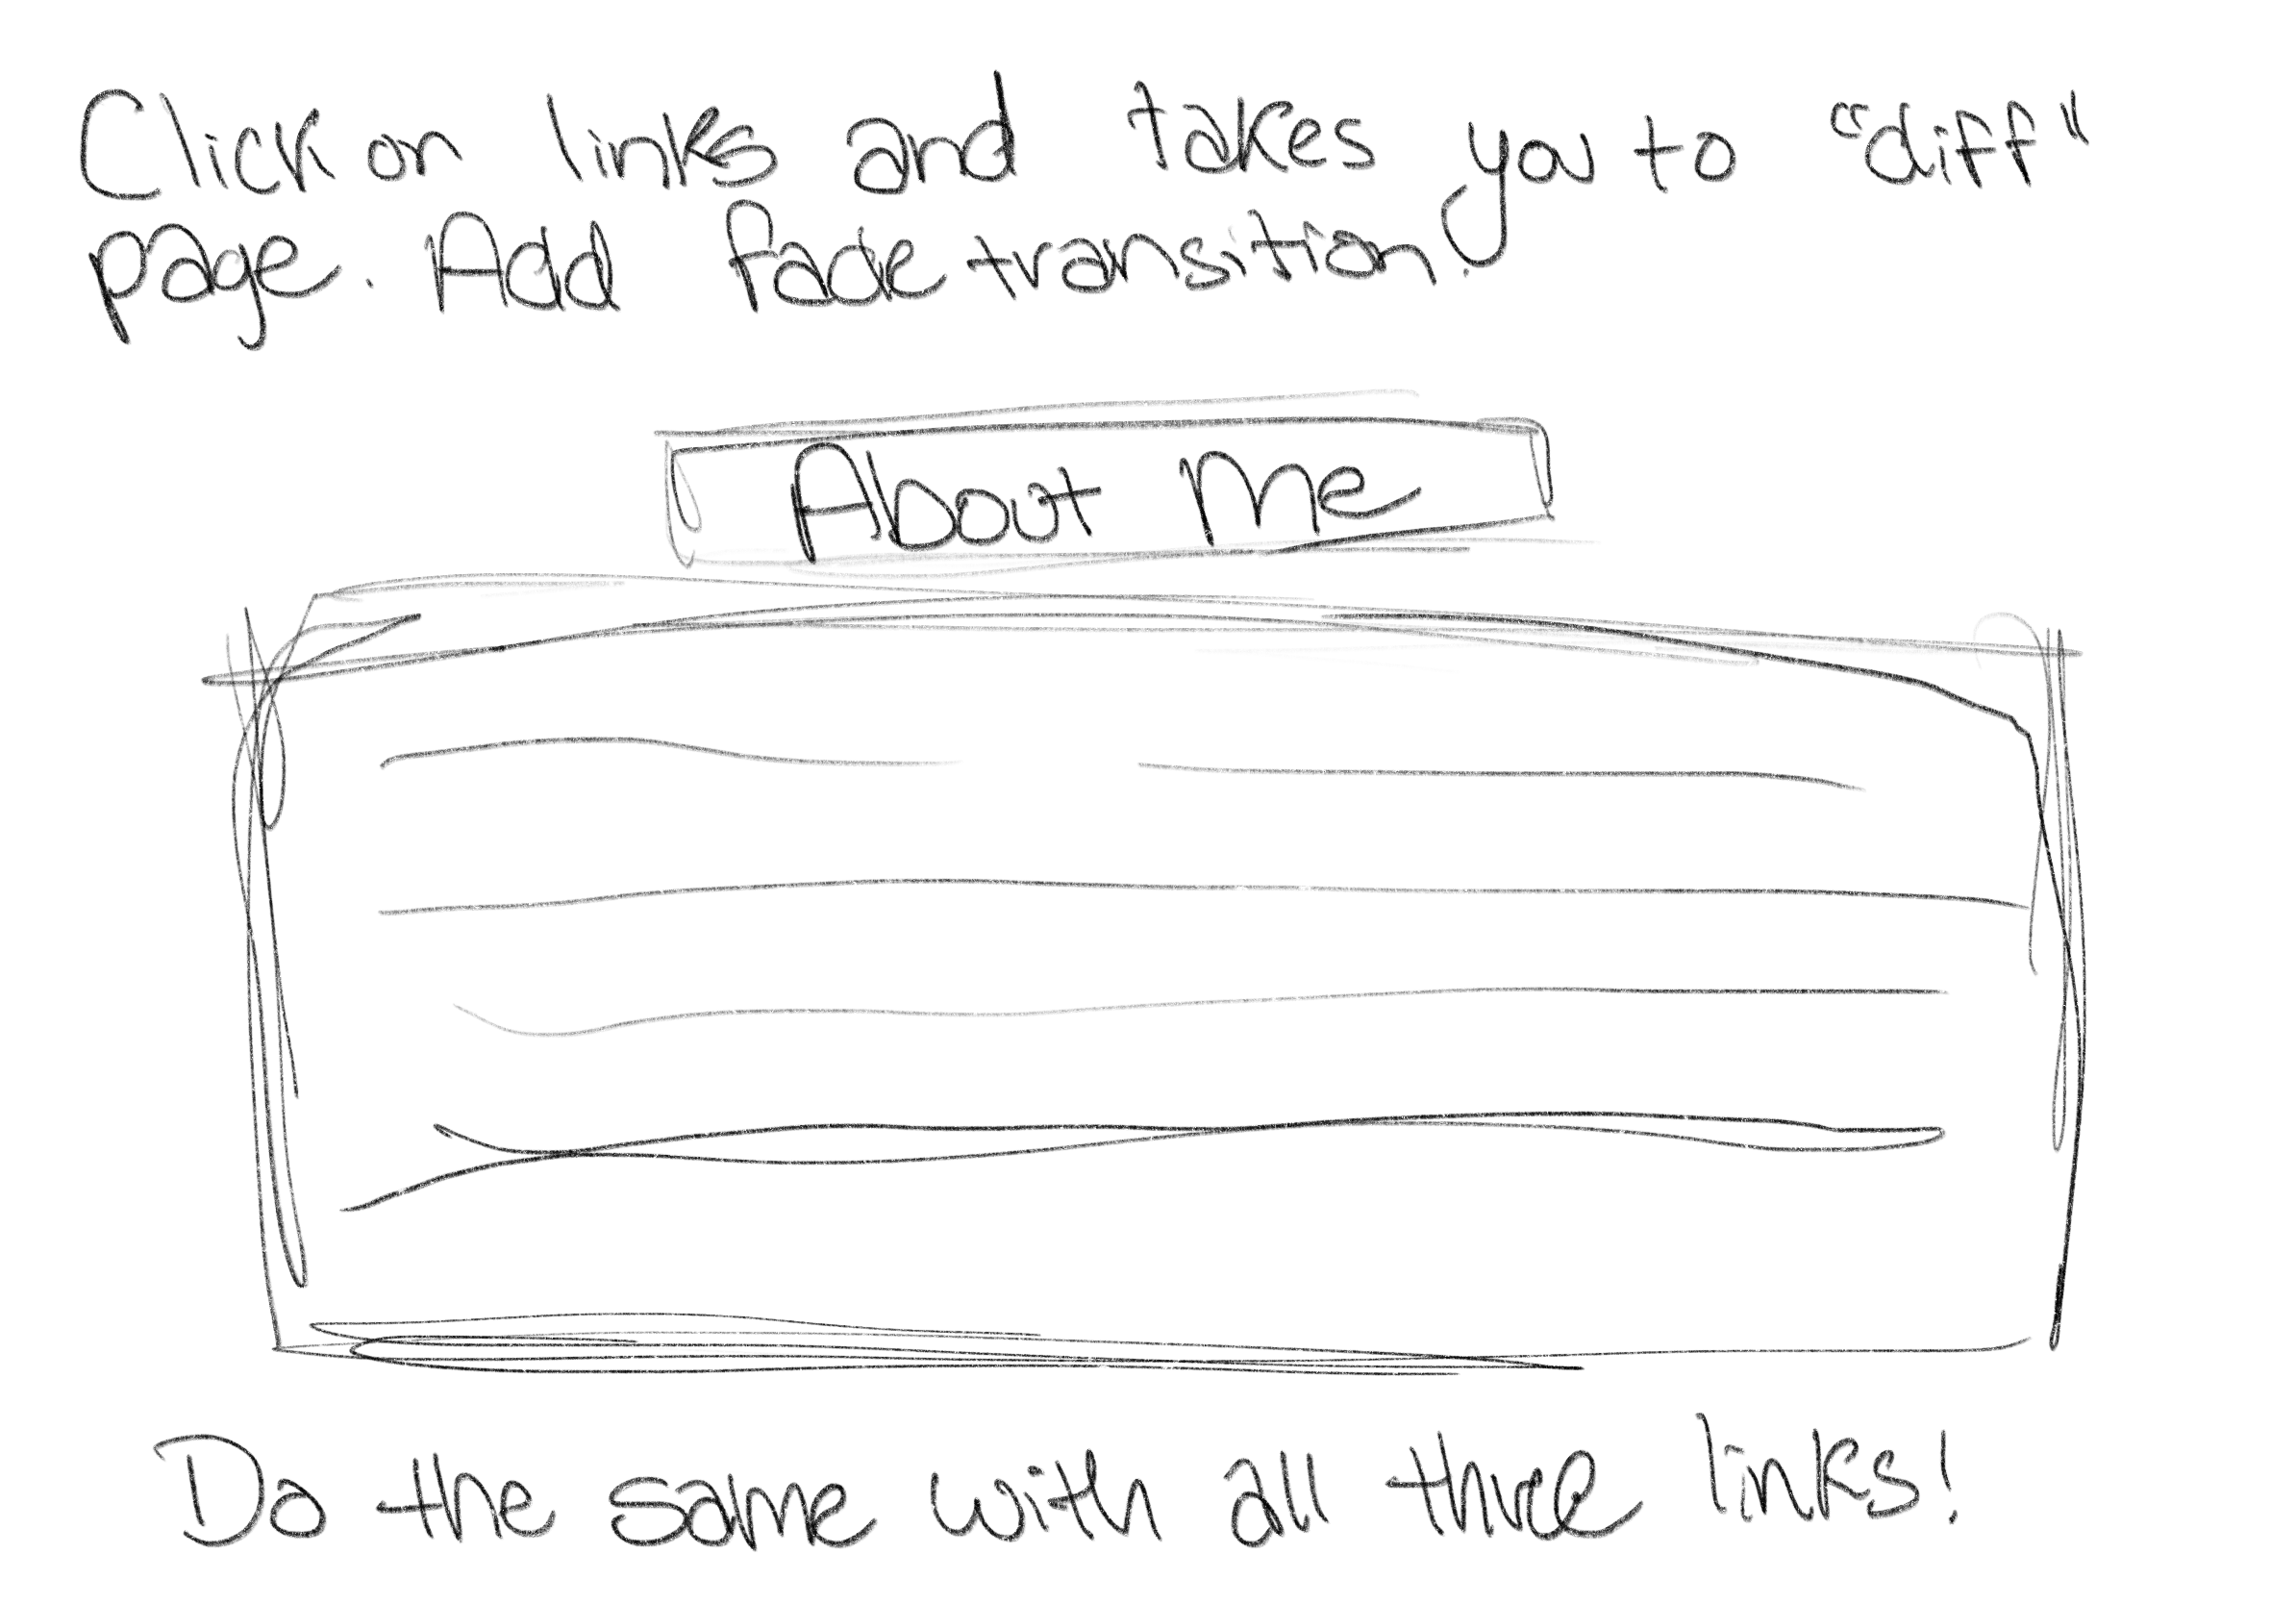 Click on links and takes you to "diff"
page. Add fade transition.
About Me
Do the same with all three links!